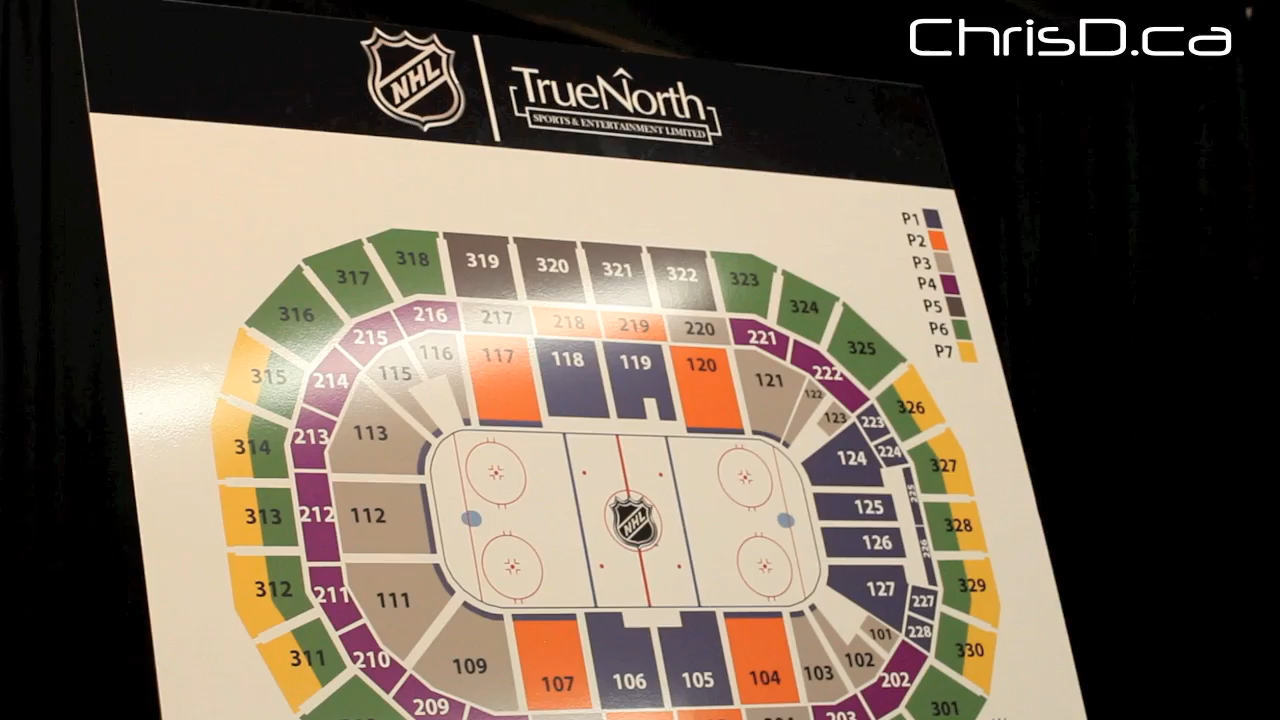 ChrisD.ca
NHL
TrueNorth
SPORTS & ENTERTAINMENT LIMITED
P1
P2
P3
P4
P5
P6
P7
318 319 320 321 322 323
317 324
316 325
216 217 218 219 220 221
215 222
116 117 118 119 120 121
115 122
315 214 123 223 326
314 213 113 124 224 327
225
313 212 112 125 328
NHL
126 226
312 211 111 127 227 329
101 228
311 210 109 107 106 105 104 103 102 330
209 202 301
203